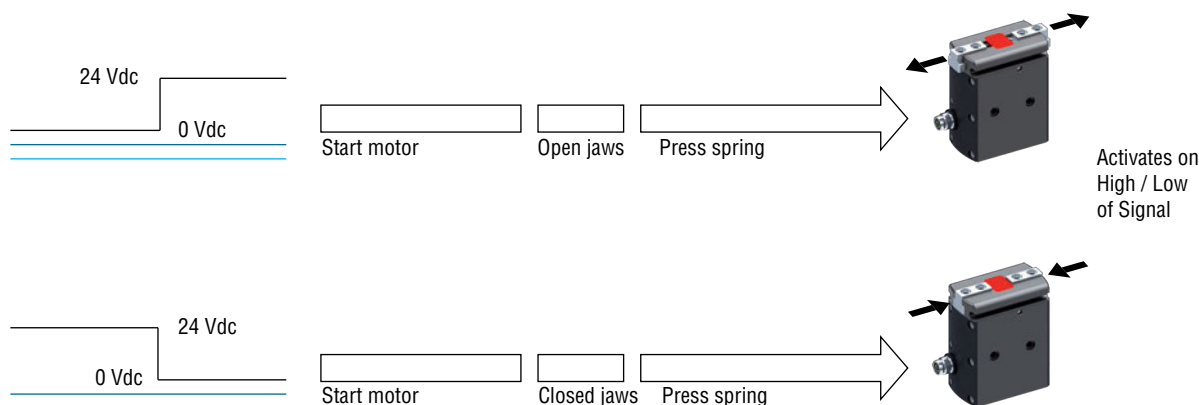 24 Vdc
0 Vdc
Start motor
Open jaws
Press spring
Activates on
High / Low
of Signal
24 Vdc
0 Vdc
Start motor
Closed jaws
Press spring